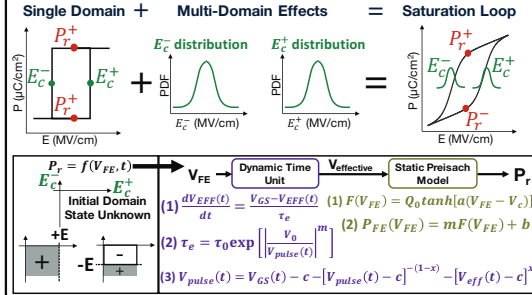 Single Domain + Multi-Domain Effects = Saturation Loop
P_r^+
E_c^- E_c^+
P_r^+
P (µC/cm²)
E (MV/cm)
+
E_c^- distribution
PDF
E_c^- (MV/cm)
E_c^+ distribution
PDF
E_c^+ (MV/cm)
=
P_r^+
E_c^- E_c^+
P_r^-
P (µC/cm²)
E (MV/cm)
P_r = f(V_FE, t)
E_c^-
E_c^+
Initial Domain
State Unknown
+E
+
-E
-
+
V_FE
Dynamic Time
Unit
V_effective
Static Preisach
Model
P_r
(1) dV_EFF(t)/dt = V_GS-V_EFF(t)/τ_e
(1) F(V_FE) = Q_0tanh[a(V_FE - V_c)]
(2) τ_e = τ_0 exp[|V_0/V_pulse(t)|^m]
(2) P_FE(V_FE) = mF(V_FE) + b
(3) V_pulse(t) = V_GS(t) - c - [V_pulse(t) - c]^-(1-x) - [V_eff(t) - c]^x